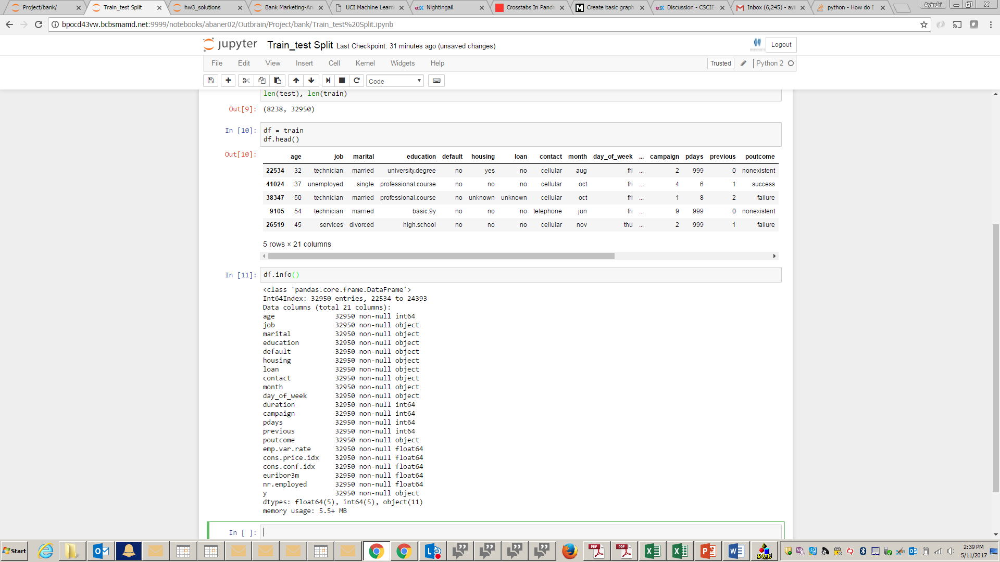 Project/bank/
Train_test Split
hw3_solutions
Bank Marketing-An
UCI Machine Learni
edX Nightingail
Crosstabs In Panda
M Create basic graph
edX Discussion - CSCIE
Inbox (6,245) - ayin
python - How do I
Ayindri
bpocd43vw.bcbsmamd.net:9999/notebooks/abaner02/Outbrain/Project/bank/Train_test%20Split.ipynb
jupyter Train_test Split Last Checkpoint: 31 minutes ago (unsaved changes)
Logout
File Edit View Insert Cell Kernel Widgets Help
Trusted
Python 2
Code
len(test), len(train)
Out[9]: (8238, 32950)
In [10]: df = train
df.head()
Out[10]:
age job marital education default housing loan contact month day_of_week ... campaign pdays previous poutcome
22534 32 technician married university.degree no yes no cellular aug fri ... 2 999 0 nonexistent
41024 37 unemployed single professional.course no no no cellular oct fri ... 4 6 1 success
38347 50 technician married professional.course no unknown unknown cellular oct fri ... 1 8 2 failure
9105 54 technician married basic.9y no no no telephone jun fri ... 9 999 0 nonexistent
26519 45 services divorced high.school no no no cellular nov thu ... 2 999 1 failure
5 rows × 21 columns
In [11]: df.info()
<class 'pandas.core.frame.DataFrame'>
Int64Index: 32950 entries, 22534 to 24393
Data columns (total 21 columns):
age 32950 non-null int64
job 32950 non-null object
marital 32950 non-null object
education 32950 non-null object
default 32950 non-null object
housing 32950 non-null object
loan 32950 non-null object
contact 32950 non-null object
month 32950 non-null object
day_of_week 32950 non-null object
duration 32950 non-null int64
campaign 32950 non-null int64
pdays 32950 non-null int64
previous 32950 non-null int64
poutcome 32950 non-null object
emp.var.rate 32950 non-null float64
cons.price.idx 32950 non-null float64
cons.conf.idx 32950 non-null float64
euribor3m 32950 non-null float64
nr.employed 32950 non-null float64
y 32950 non-null object
dtypes: float64(5), int64(5), object(11)
memory usage: 5.5+ MB
In [ ]:
Start
2:39 PM
5/11/2017